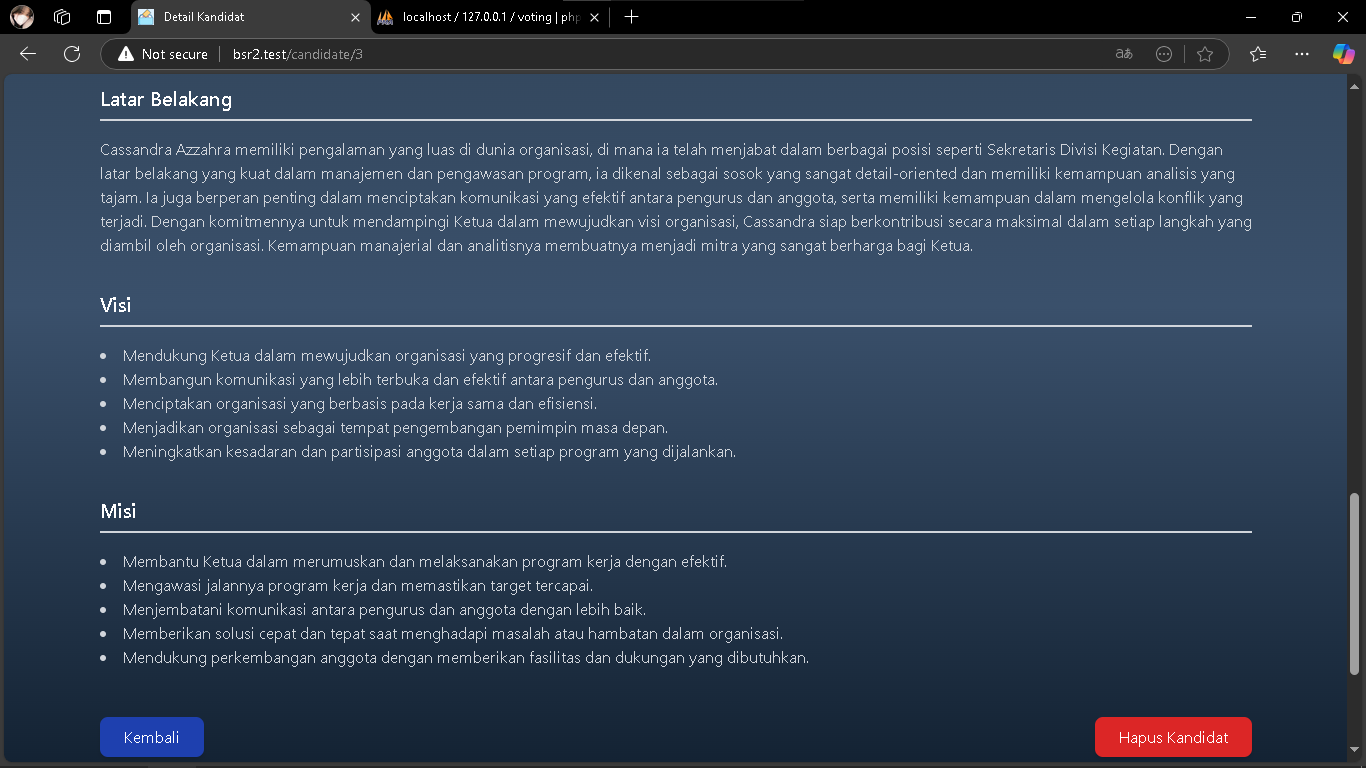 Detail Kandidat
localhost / 127.0.0.1 / voting | php
Not secure
bsr2.test/candidate/3
Latar Belakang
Cassandra Azzahra memiliki pengalaman yang luas di dunia organisasi, di mana ia telah menjabat dalam berbagai posisi seperti Sekretaris Divisi Kegiatan. Dengan
latar belakang yang kuat dalam manajemen dan pengawasan program, ia dikenal sebagai sosok yang sangat detail-oriented dan memiliki kemampuan analisis yang
tajam. Ia juga berperan penting dalam menciptakan komunikasi yang efektif antara pengurus dan anggota, serta memiliki kemampuan dalam mengelola konflik yang
terjadi. Dengan komitmennya untuk mendampingi Ketua dalam mewujudkan visi organisasi, Cassandra siap berkontribusi secara maksimal dalam setiap langkah yang
diambil oleh organisasi. Kemampuan manajerial dan analitisnya membuatnya menjadi mitra yang sangat berharga bagi Ketua.
Visi
• Mendukung Ketua dalam mewujudkan organisasi yang progresif dan efektif.
• Membangun komunikasi yang lebih terbuka dan efektif antara pengurus dan anggota.
• Menciptakan organisasi yang berbasis pada kerja sama dan efisiensi.
• Menjadikan organisasi sebagai tempat pengembangan pemimpin masa depan.
• Meningkatkan kesadaran dan partisipasi anggota dalam setiap program yang dijalankan.
Misi
• Membantu Ketua dalam merumuskan dan melaksanakan program kerja dengan efektif.
• Mengawasi jalannya program kerja dan memastikan target tercapai.
• Menjembatani komunikasi antara pengurus dan anggota dengan lebih baik.
• Memberikan solusi cepat dan tepat saat menghadapi masalah atau hambatan dalam organisasi.
• Mendukung perkembangan anggota dengan memberikan fasilitas dan dukungan yang dibutuhkan.
Kembali
Hapus Kandidat